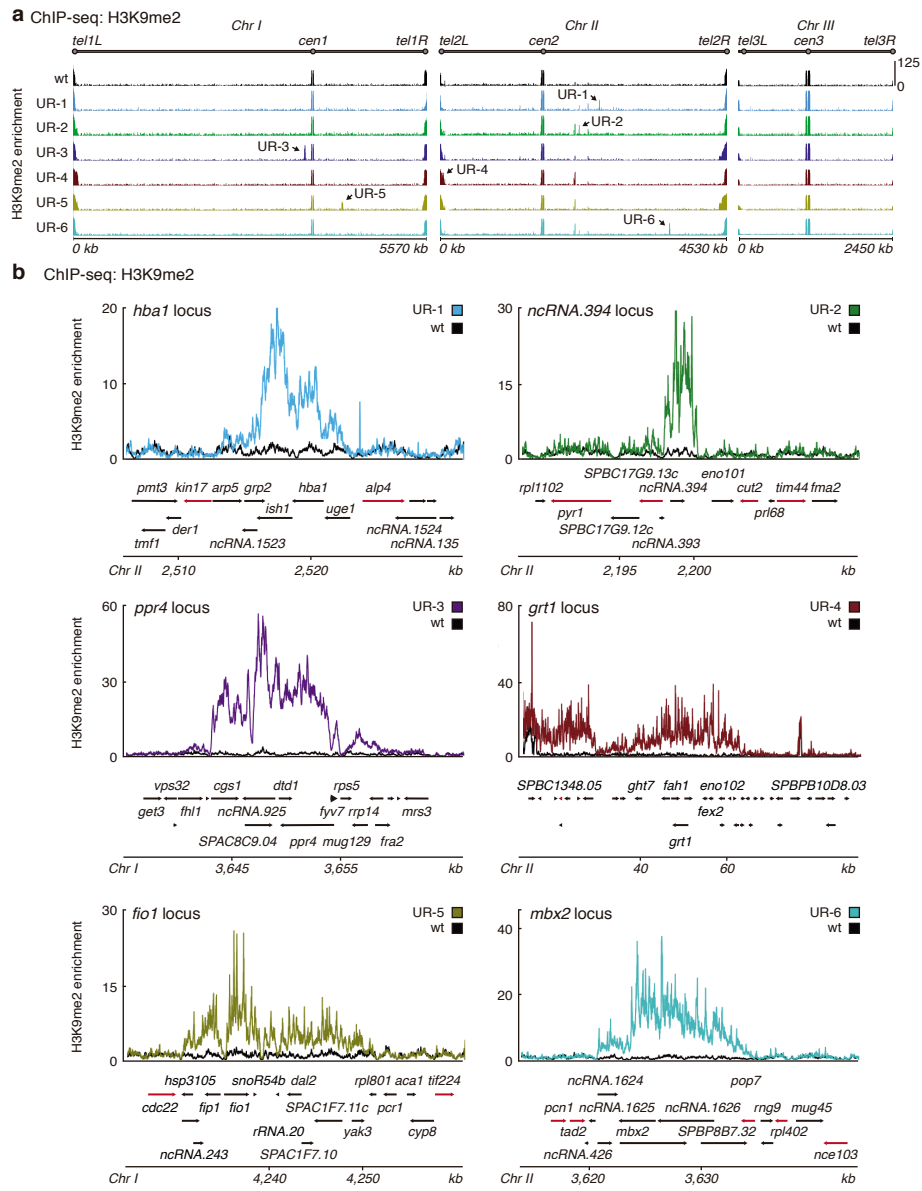 a ChIP-seq: H3K9me2
Chr I Chr II Chr III
tel1L cen1 tel1R tel2L cen2 tel2R tel3L cen3 tel3R
H3K9me2 enrichment
wt 125
0
UR-1 UR-1
UR-2 UR-2
UR-3 UR-3
UR-4 UR-4
UR-5 UR-5
UR-6 UR-6
0 kb 5570 kb 0 kb 4530 kb 0 kb 2450 kb
b ChIP-seq: H3K9me2
H3K9me2 enrichment
20
10
0
hba1 locus
UR-1
wt
pmt3 kin17 arp5 grp2 hba1 alp4
der1 ish1 uge1
tmf1 ncRNA.1523 ncRNA.1524
ncRNA.135
Chr II 2,510 2,520 kb
30
15
0
ncRNA.394 locus
UR-2
wt
SPBC17G9.13c eno101
rpl1102 ncRNA.394 cut2 tim44 fma2
pyr1 prl68
SPBC17G9.12c
ncRNA.393
Chr II 2,195 2,200 kb
H3K9me2 enrichment
60
30
0
ppr4 locus
UR-3
wt
vps32 cgs1 dtd1 rps5
get3 fhl1 ncRNA.925 fyv7 rrp14 mrs3
SPAC8C9.04 ppr4 mug129 fra2
Chr I 3,645 3,655 kb
80
60
40
20
0
grt1 locus
UR-4
wt
SPBC1348.05 ght7 fah1 eno102 SPBPB10D8.03
fex2
grt1
Chr II 40 60 kb
H3K9me2 enrichment
30
15
0
fio1 locus
UR-5
wt
hsp3105 snoR54b dal2 rpl801 aca1 tif224
cdc22 fip1 fio1 SPAC1F7.11c pcr1
rRNA.20 yak3 cyp8
ncRNA.243 SPAC1F7.10
Chr I 4,240 4,250 kb
40
20
0
mbx2 locus
UR-6
wt
ncRNA.1624 pop7
pcn1 ncRNA.1625 ncRNA.1626 rng9 mug45
tad2 mbx2 SPBP8B7.32 rpl402
ncRNA.426 nce103
Chr II 3,620 3,630 kb